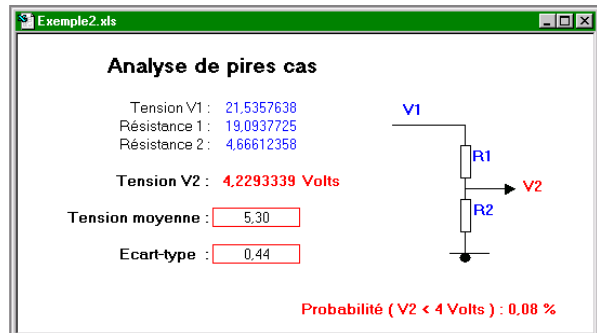 Exemple2.xls
Analyse de pires cas
Tension V1 : 21,5357638
Résistance 1 : 19,0937725
Résistance 2 : 4,66612358
Tension V2 : 4,2293339 Volts
Tension moyenne : 5,30
Ecart-type : 0,44
V1
R1
V2
R2
Probabilité ( V2 < 4 Volts ) : 0,08 %